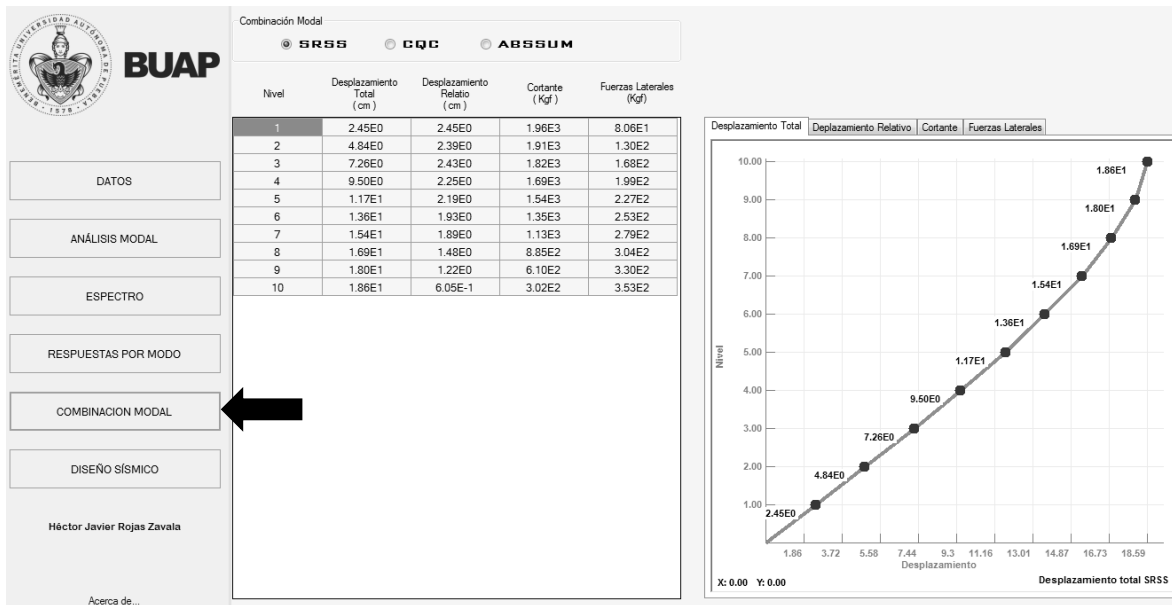 BENEMÉRITA UNIVERSIDAD AUTÓNOMA DE PUEBLA
1578
BUAP
DATOS
ANÁLISIS MODAL
ESPECTRO
RESPUESTAS POR MODO
COMBINACION MODAL
DISEÑO SÍSMICO
Héctor Javier Rojas Zavala
Acerca de...
Combinación Modal
SRSS CQC ABSSUM
Nivel Desplazamiento Total (cm) Desplazamiento Relatio (cm) Cortante (Kgf) Fuerzas Laterales (Kgf)
1 2.45E0 2.45E0 1.96E3 8.06E1
2 4.84E0 2.39E0 1.91E3 1.30E2
3 7.26E0 2.43E0 1.82E3 1.68E2
4 9.50E0 2.25E0 1.69E3 1.99E2
5 1.17E1 2.19E0 1.54E3 2.27E2
6 1.36E1 1.93E0 1.35E3 2.53E2
7 1.54E1 1.89E0 1.13E3 2.79E2
8 1.69E1 1.48E0 8.85E2 3.04E2
9 1.80E1 1.22E0 6.10E2 3.30E2
10 1.86E1 6.05E-1 3.02E2 3.53E2
Desplazamiento Total Deplazamiento Relativo Cortante Fuerzas Laterales
10.00 1.86E1
9.00 1.80E1
8.00 1.69E1
7.00 1.54E1
6.00 1.36E1
5.00 1.17E1
4.00 9.50E0
3.00 7.26E0
2.00 4.84E0
1.00 2.45E0
Nivel
1.86 3.72 5.58 7.44 9.3 11.16 13.01 14.87 16.73 18.59
Desplazamiento
X: 0.00 Y: 0.00 Desplazamiento total SRSS